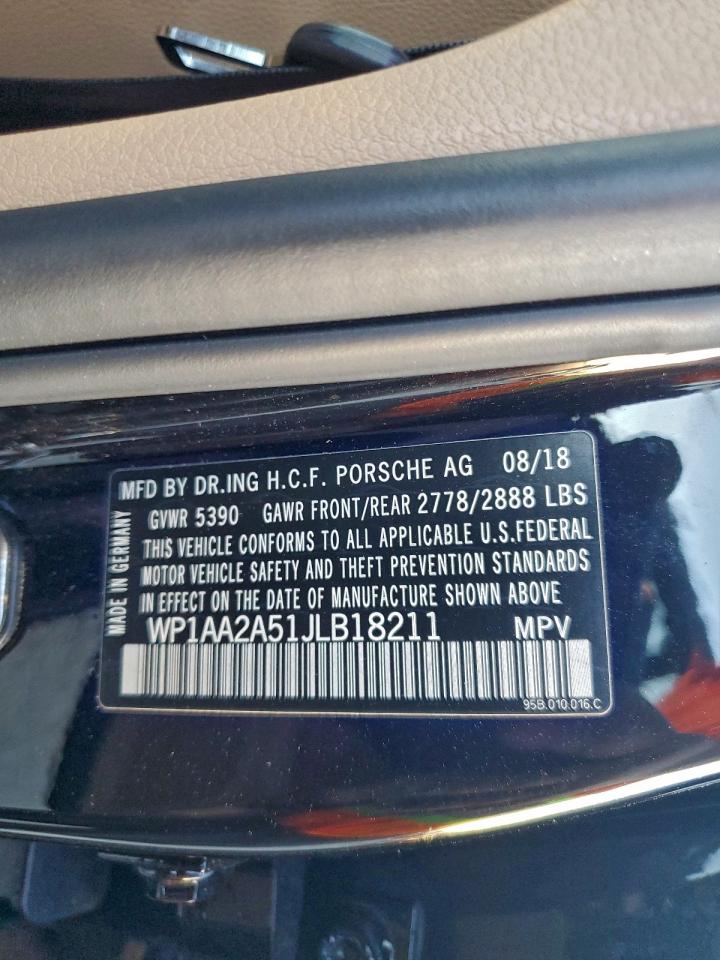 MFD BY DR.ING H.C.F. PORSCHE AG 08/18
GVWR 5390 GAWR FRONT/REAR 2778/2888 LBS
THIS VEHICLE CONFORMS TO ALL APPLICABLE U.S.FEDERAL
MOTOR VEHICLE SAFETY AND THEFT PREVENTION STANDARDS
IN EFFECT ON THE DATE OF MANUFACTURE SHOWN ABOVE
WP1AA2A51JLB18211 MPV
95B.010.016.C
MADE IN GERMANY